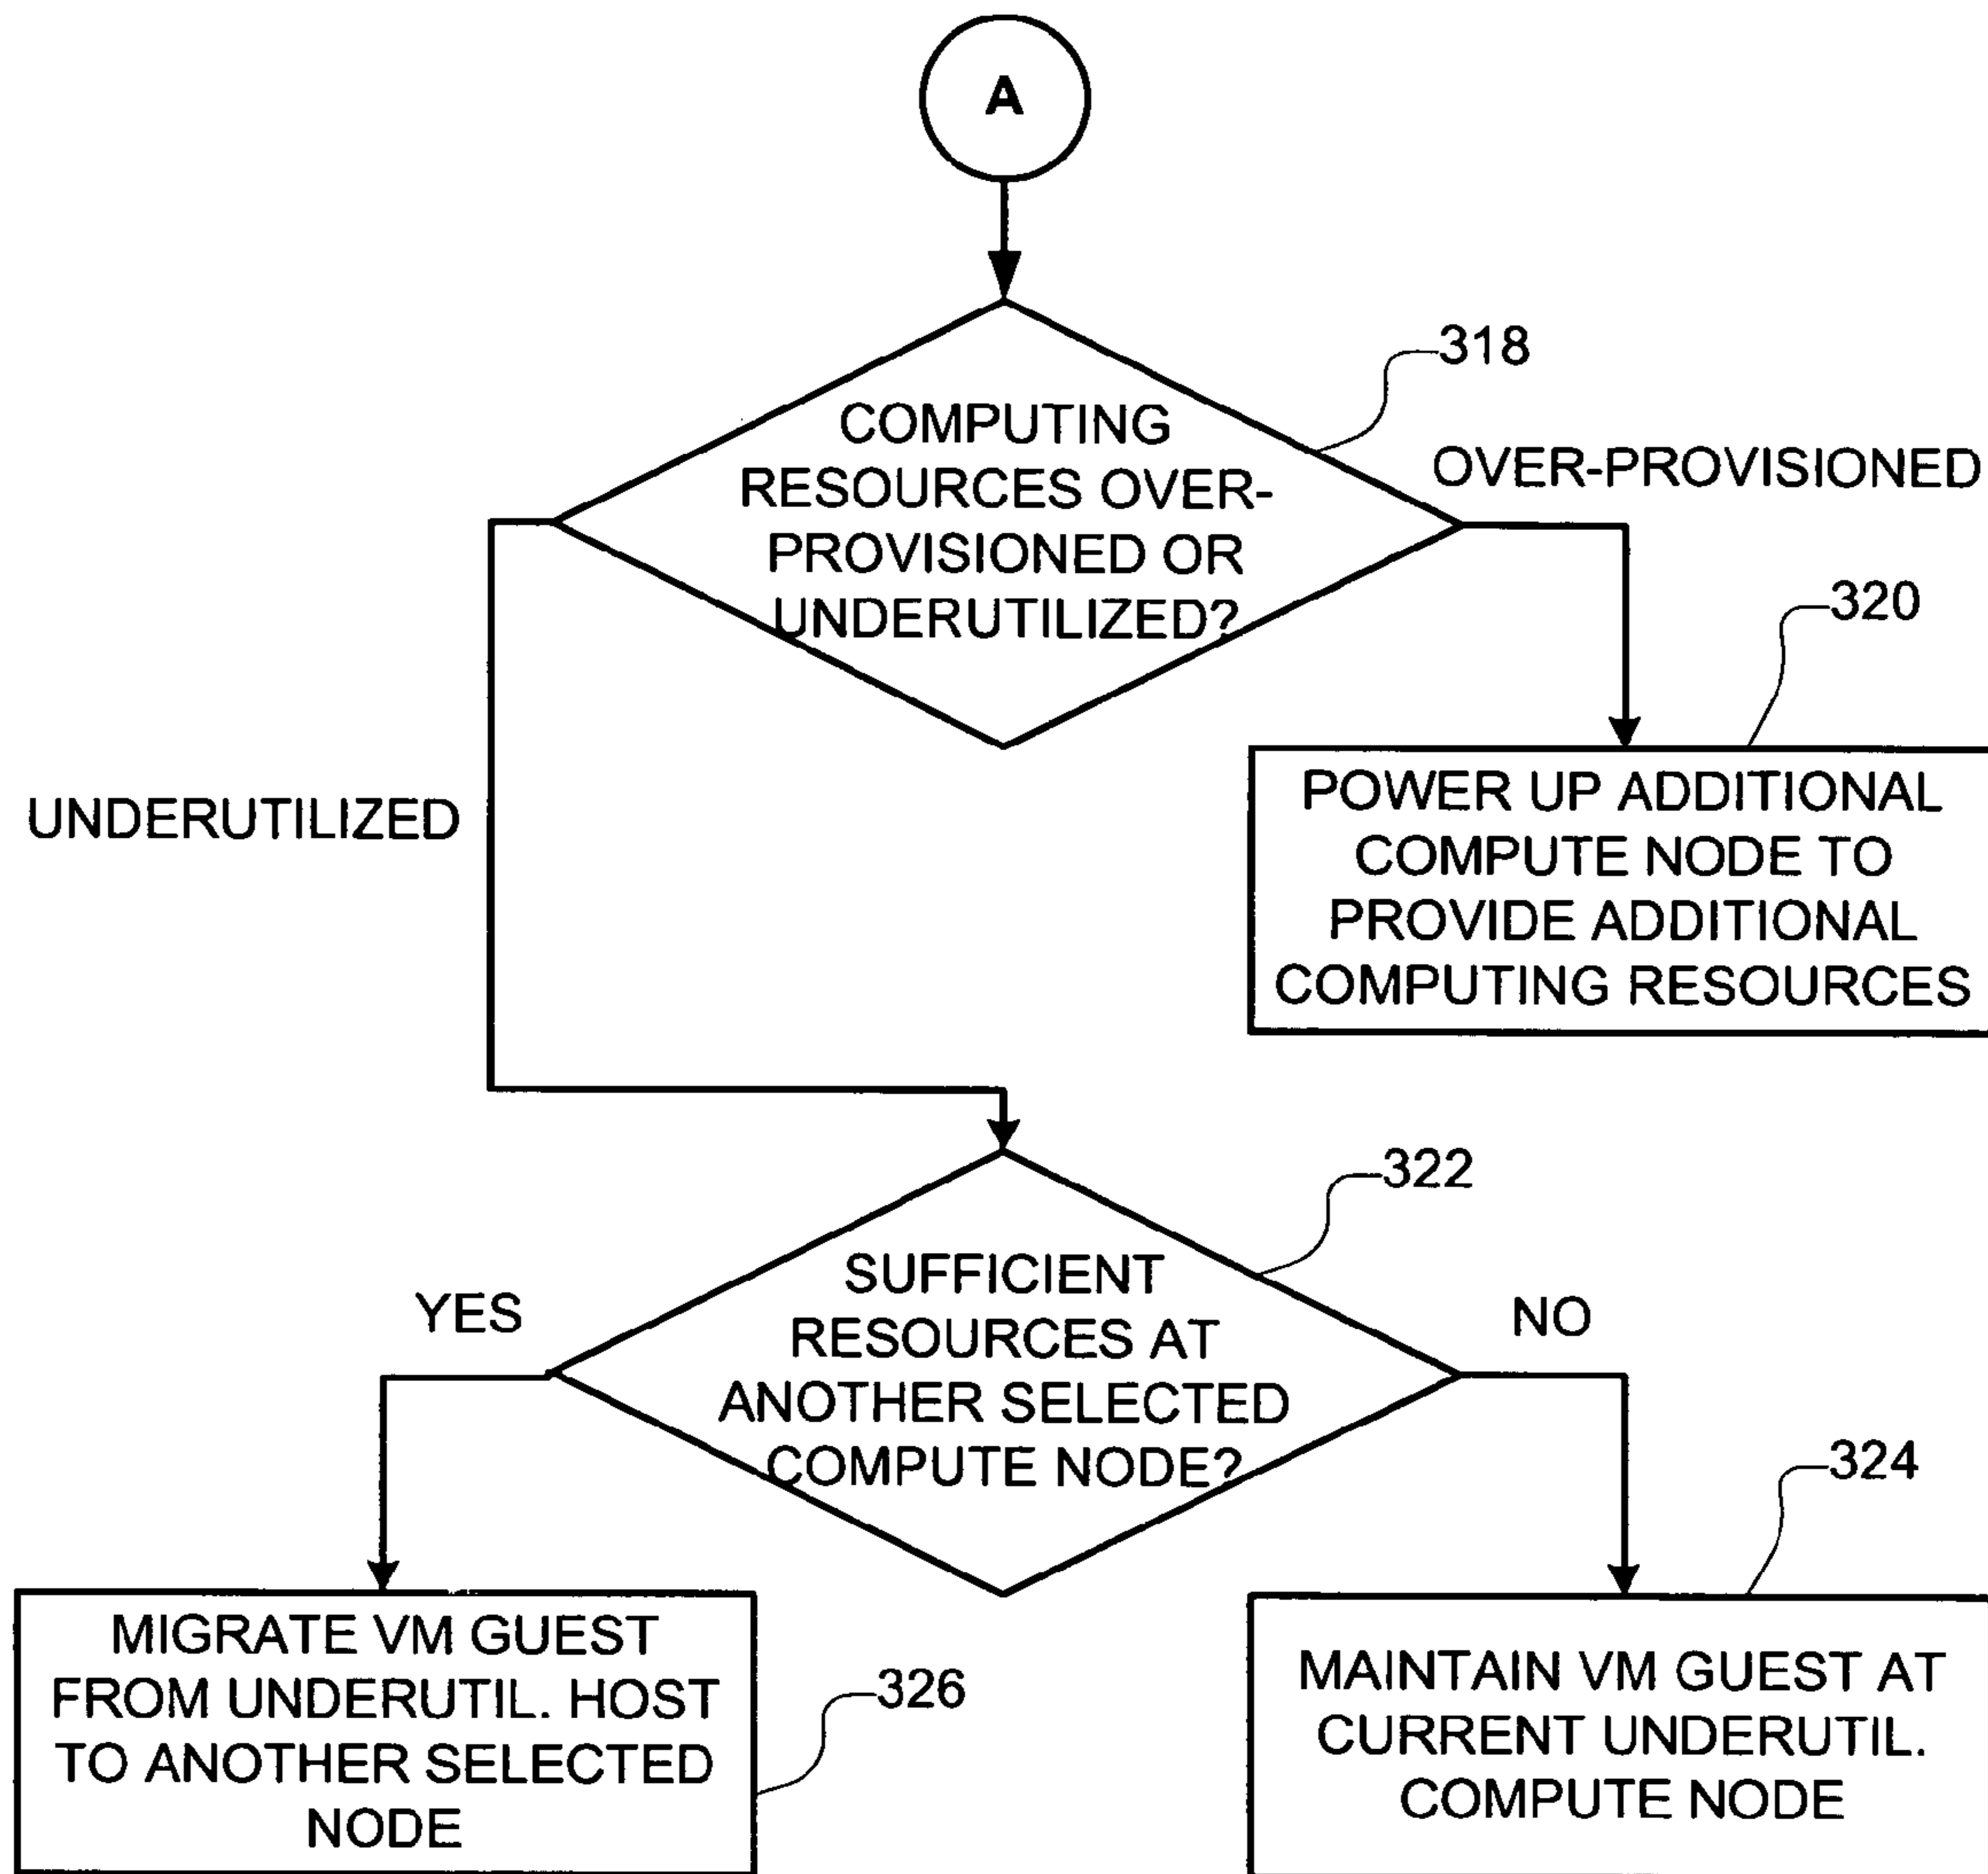 A
318
COMPUTING
RESOURCES OVER-
PROVISIONED OR
UNDERUTILIZED?
OVER-PROVISIONED
320
POWER UP ADDITIONAL
COMPUTE NODE TO
PROVIDE ADDITIONAL
COMPUTING RESOURCES
UNDERUTILIZED
322
SUFFICIENT
RESOURCES AT
ANOTHER SELECTED
COMPUTE NODE?
YES
NO
324
MIGRATE VM GUEST
FROM UNDERUTIL. HOST
TO ANOTHER SELECTED
NODE
326
MAINTAIN VM GUEST AT
CURRENT UNDERUTIL.
COMPUTE NODE